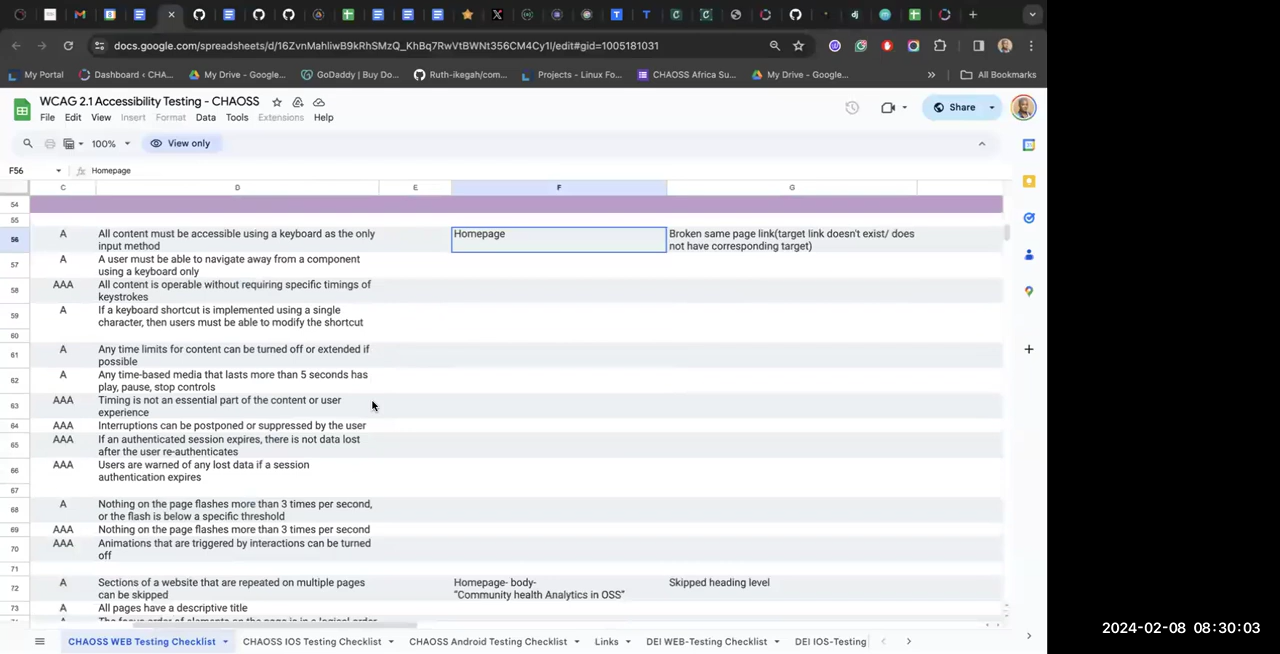 docs.google.com/spreadsheets/d/16ZvnMahliwB9kRhSMzQ_KhBq7RwVtBWNt356CM4Cy1I/edit#gid=1005181031
My Portal
Dashboard ‹ CHA...
My Drive - Google...
GoDaddy | Buy Do...
Ruth-ikegah/com...
Projects - Linux Fo...
CHAOSS Africa Su...
My Drive - Google...
»
All Bookmarks
WCAG 2.1 Accessibility Testing - CHAOSS
File Edit View Insert Format Data Tools Extensions Help
Share
100%
View only
F56
fx Homepage
C D E F G
54
55
56 A All content must be accessible using a keyboard as the only Homepage Broken same page link(target link doesn't exist/ does
input method not have corresponding target)
57 A A user must be able to navigate away from a component
using a keyboard only
58 AAA All content is operable without requiring specific timings of
keystrokes
59 A If a keyboard shortcut is implemented using a single
character, then users must be able to modify the shortcut
60
61 A Any time limits for content can be turned off or extended if
possible
62 A Any time-based media that lasts more than 5 seconds has
play, pause, stop controls
63 AAA Timing is not an essential part of the content or user
experience
64 AAA Interruptions can be postponed or suppressed by the user
65 AAA If an authenticated session expires, there is not data lost
after the user re-authenticates
66 AAA Users are warned of any lost data if a session
authentication expires
67
68 A Nothing on the page flashes more than 3 times per second,
or the flash is below a specific threshold
69 AAA Nothing on the page flashes more than 3 times per second
70 AAA Animations that are triggered by interactions can be turned
off
71
72 A Sections of a website that are repeated on multiple pages Homepage- body- Skipped heading level
can be skipped "Community health Analytics in OSS"
73 A All pages have a descriptive title
The focus order of elements on the page is in a logical order
CHAOSS WEB Testing Checklist
CHAOSS IOS Testing Checklist
CHAOSS Android Testing Checklist
Links
DEI WEB-Testing Checklist
DEI IOS-Testing
2024-02-08 08:30:03